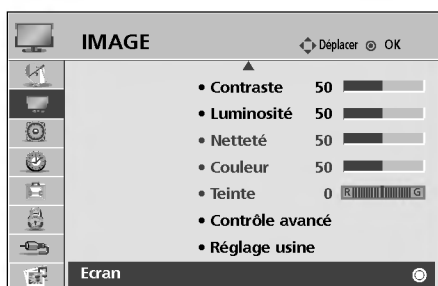 IMAGE Déplacer OK
• Contraste 50
• Luminosité 50
• Netteté 50
• Couleur 50
• Teinte 0 R G
• Contrôle avancé
• Réglage usine
Ecran